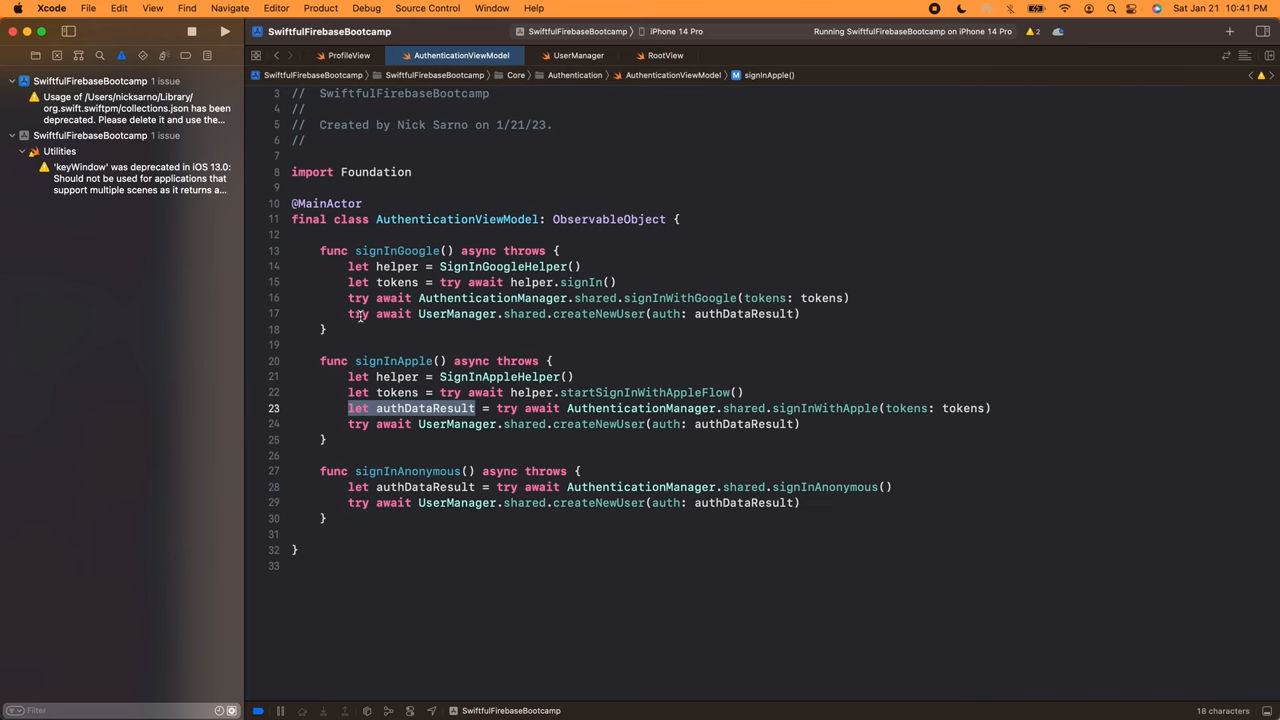 Xcode File Edit View Find Navigate Editor Product Debug Source Control Window Help Sat Jan 21 10:41 PM
SwiftfulFirebaseBootcamp SwiftfulFirebaseBootcamp iPhone 14 Pro Running SwiftfulFirebaseBootcamp on iPhone 14 Pro 2
ProfileView AuthenticationViewModel UserManager RootView
SwiftfulFirebaseBootcamp SwiftfulFirebaseBootcamp Core Authentication AuthenticationViewModel M signInApple()
SwiftfulFirebaseBootcamp 1 issue
Usage of /Users/nicksarno/Library/
org.swift.swiftpm/collections.json has been
deprecated. Please delete it and use the...
SwiftfulFirebaseBootcamp 1 issue
Utilities
'keyWindow' was deprecated in iOS 13.0:
Should not be used for applications that
support multiple scenes as it returns a...
3 // SwiftfulFirebaseBootcamp
4 //
5 // Created by Nick Sarno on 1/21/23.
6 //
7
8 import Foundation
9
10 @MainActor
11 final class AuthenticationViewModel: ObservableObject {
12
13 func signInGoogle() async throws {
14 let helper = SignInGoogleHelper()
15 let tokens = try await helper.signIn()
16 try await AuthenticationManager.shared.signInWithGoogle(tokens: tokens)
17 try await UserManager.shared.createNewUser(auth: authDataResult)
18 }
19
20 func signInApple() async throws {
21 let helper = SignInAppleHelper()
22 let tokens = try await helper.startSignInWithAppleFlow()
23 let authDataResult = try await AuthenticationManager.shared.signInWithApple(tokens: tokens)
24 try await UserManager.shared.createNewUser(auth: authDataResult)
25 }
26
27 func signInAnonymous() async throws {
28 let authDataResult = try await AuthenticationManager.shared.signInAnonymous()
29 try await UserManager.shared.createNewUser(auth: authDataResult)
30 }
31
32 }
33
Filter SwiftfulFirebaseBootcamp 18 characters